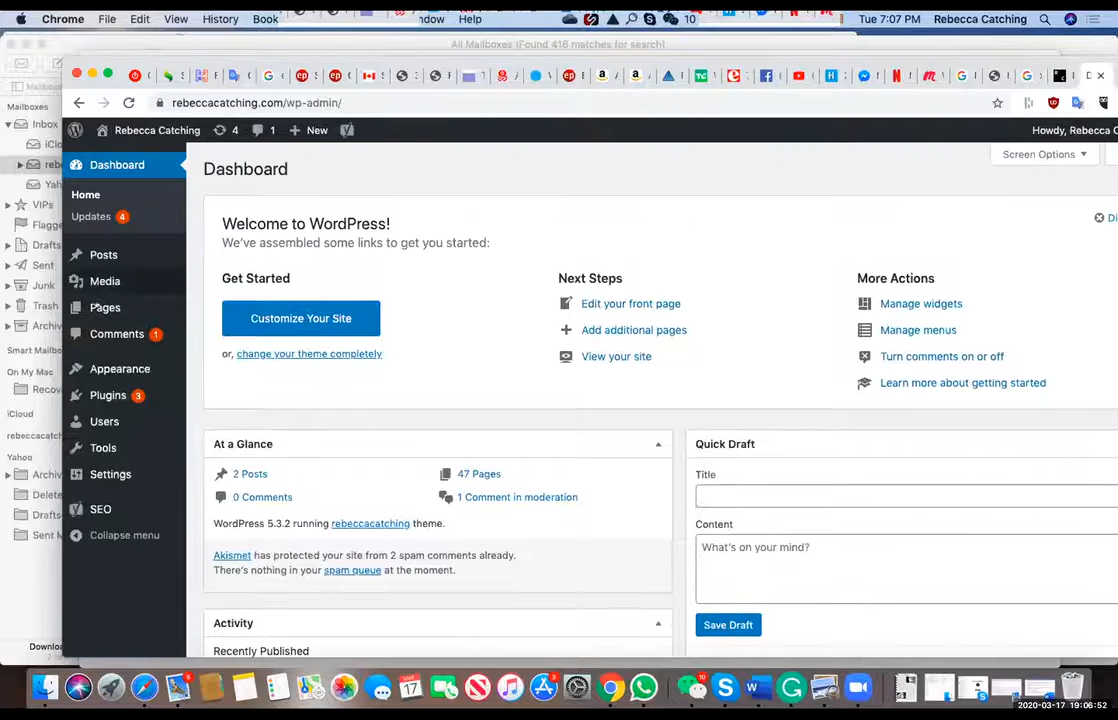 Chrome File Edit View History Book ndow Help 10 Tue 7:07 PM Rebecca Catching
All Mailboxes (Found 416 matches for search)
rebeccacatching.com/wp-admin/
Rebecca Catching 4 1 New Howdy, Rebecca C
Mailboxes
Inbox
iClo
reb
Yah
VIPs
Flagge
Drafts
Sent
Junk
Trash
Archiv
Smart Mailbo
On My Mac
Recov
iCloud
rebeccacatch
Yahoo
Archiv
Delete
Drafts
Sent M
Downloa
Dashboard
Home
Updates 4
Posts
Media
Pages
Comments 1
Appearance
Plugins 3
Users
Tools
Settings
SEO
Collapse menu
Dashboard
Screen Options
Welcome to WordPress!
Di
We've assembled some links to get you started:
Get Started
Customize Your Site
or, change your theme completely
Next Steps
Edit your front page
Add additional pages
View your site
More Actions
Manage widgets
Manage menus
Turn comments on or off
Learn more about getting started
At a Glance
2 Posts
47 Pages
0 Comments
1 Comment in moderation
WordPress 5.3.2 running rebeccacatching theme.
Akismet has protected your site from 2 spam comments already.
There's nothing in your spam queue at the moment.
Activity
Recently Published
Quick Draft
Title
Content
What's on your mind?
Save Draft
2020-03-17 19:06:52